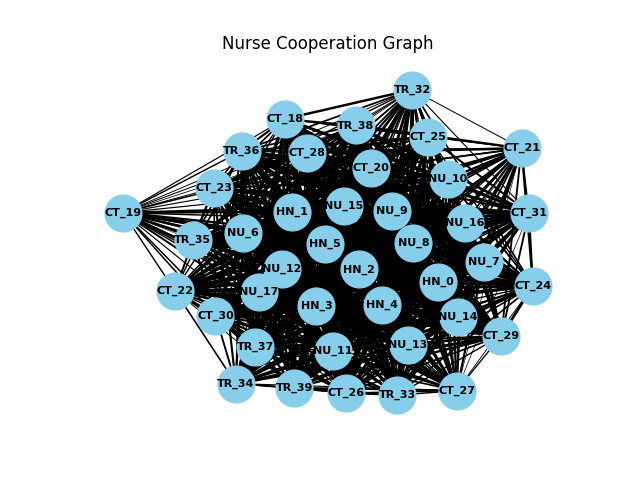 Nurse Cooperation Graph
TR_32
CT_18
TR_38
CT_25
CT_21
TR_36
CT_28
CT_20
NU_10
CT_23
CT_19
HN_1
NU_15
NU_9
NU_16
CT_31
TR_35
NU_6
HN_5
NU_8
NU_7
NU_12
HN_2
HN_0
CT_24
CT_22
NU_17
HN_3
HN_4
NU_14
CT_30
CT_29
TR_37
NU_11
NU_13
TR_34
TR_39
CT_26
TR_33
CT_27